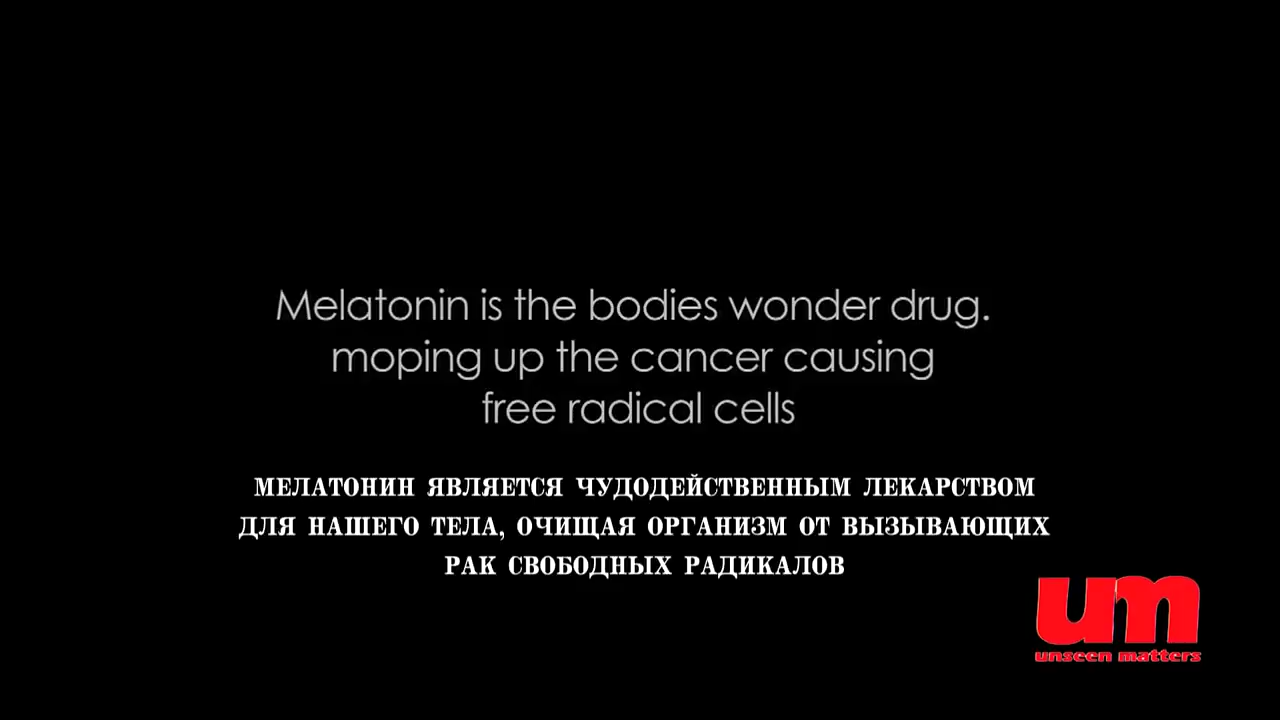 Melatonin is the bodies wonder drug.
moping up the cancer causing
free radical cells
МЕЛАТОНИН ЯВЛЯЕТСЯ ЧУДОДЕЙСТВЕННЫМ ЛЕКАРСТВОМ
ДЛЯ НАШЕГО ТЕЛА, ОЧИЩАЯ ОРГАНИЗМ ОТ ВЫЗЫВАЮЩИХ
РАК СВОБОДНЫХ РАДИКАЛОВ
um
unseen matters